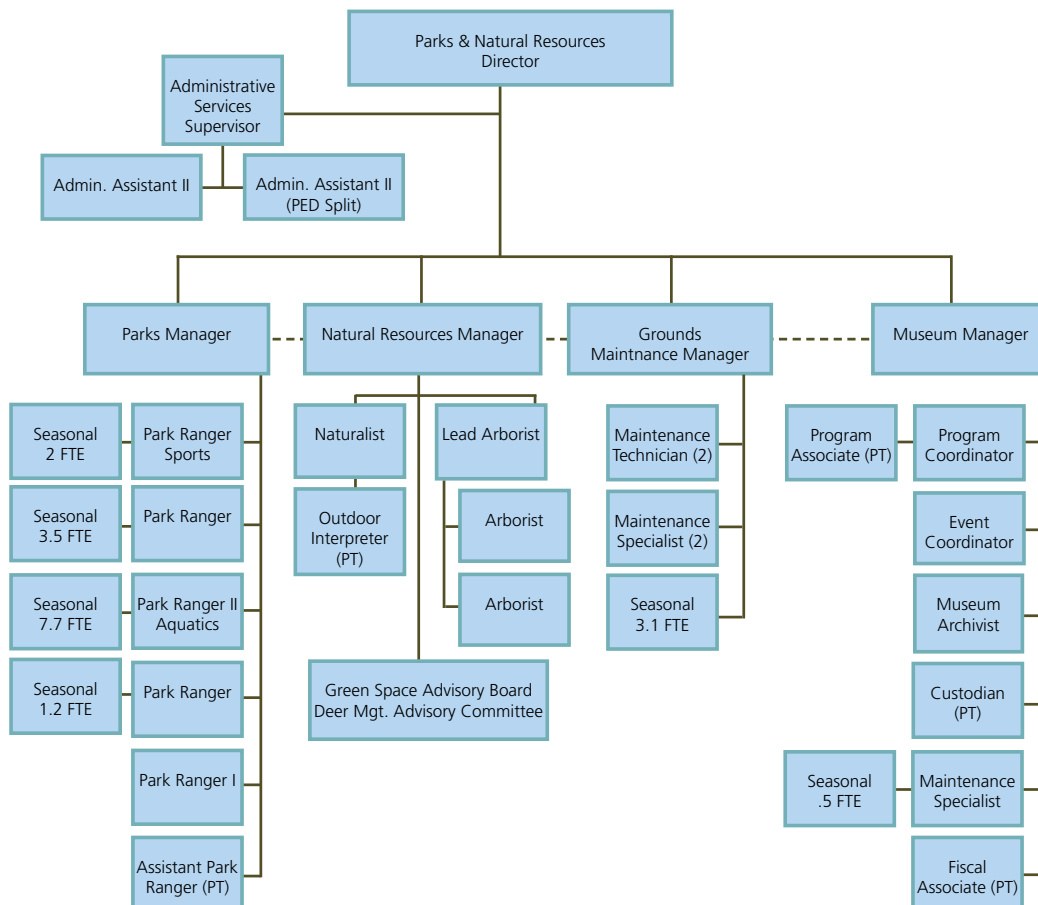 Parks & Natural Resources
Director
Administrative
Services
Supervisor
Admin. Assistant II
Admin. Assistant II
(PED Split)
Parks Manager
Natural Resources Manager
Grounds
Maintnance Manager
Museum Manager
Seasonal
2 FTE
Park Ranger
Sports
Seasonal
3.5 FTE
Park Ranger
Seasonal
7.7 FTE
Park Ranger II
Aquatics
Seasonal
1.2 FTE
Park Ranger
Park Ranger I
Assistant Park
Ranger (PT)
Naturalist
Outdoor
Interpreter
(PT)
Lead Arborist
Arborist
Arborist
Green Space Advisory Board
Deer Mgt. Advisory Committee
Maintenance
Technician (2)
Maintenance
Specialist (2)
Seasonal
3.1 FTE
Program
Associate (PT)
Program
Coordinator
Event
Coordinator
Museum
Archivist
Custodian
(PT)
Seasonal
.5 FTE
Maintenance
Specialist
Fiscal
Associate (PT)